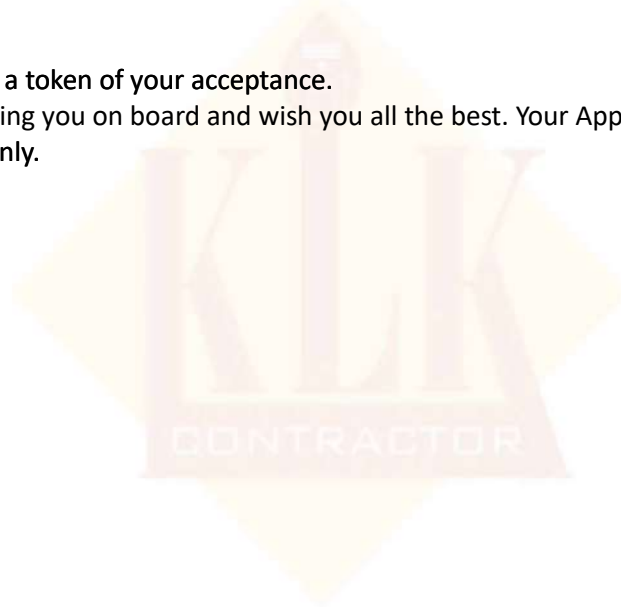 a token of your acceptance.
ing you on board and wish you all the best. Your App
nly.
KLK
CONTRACTOR